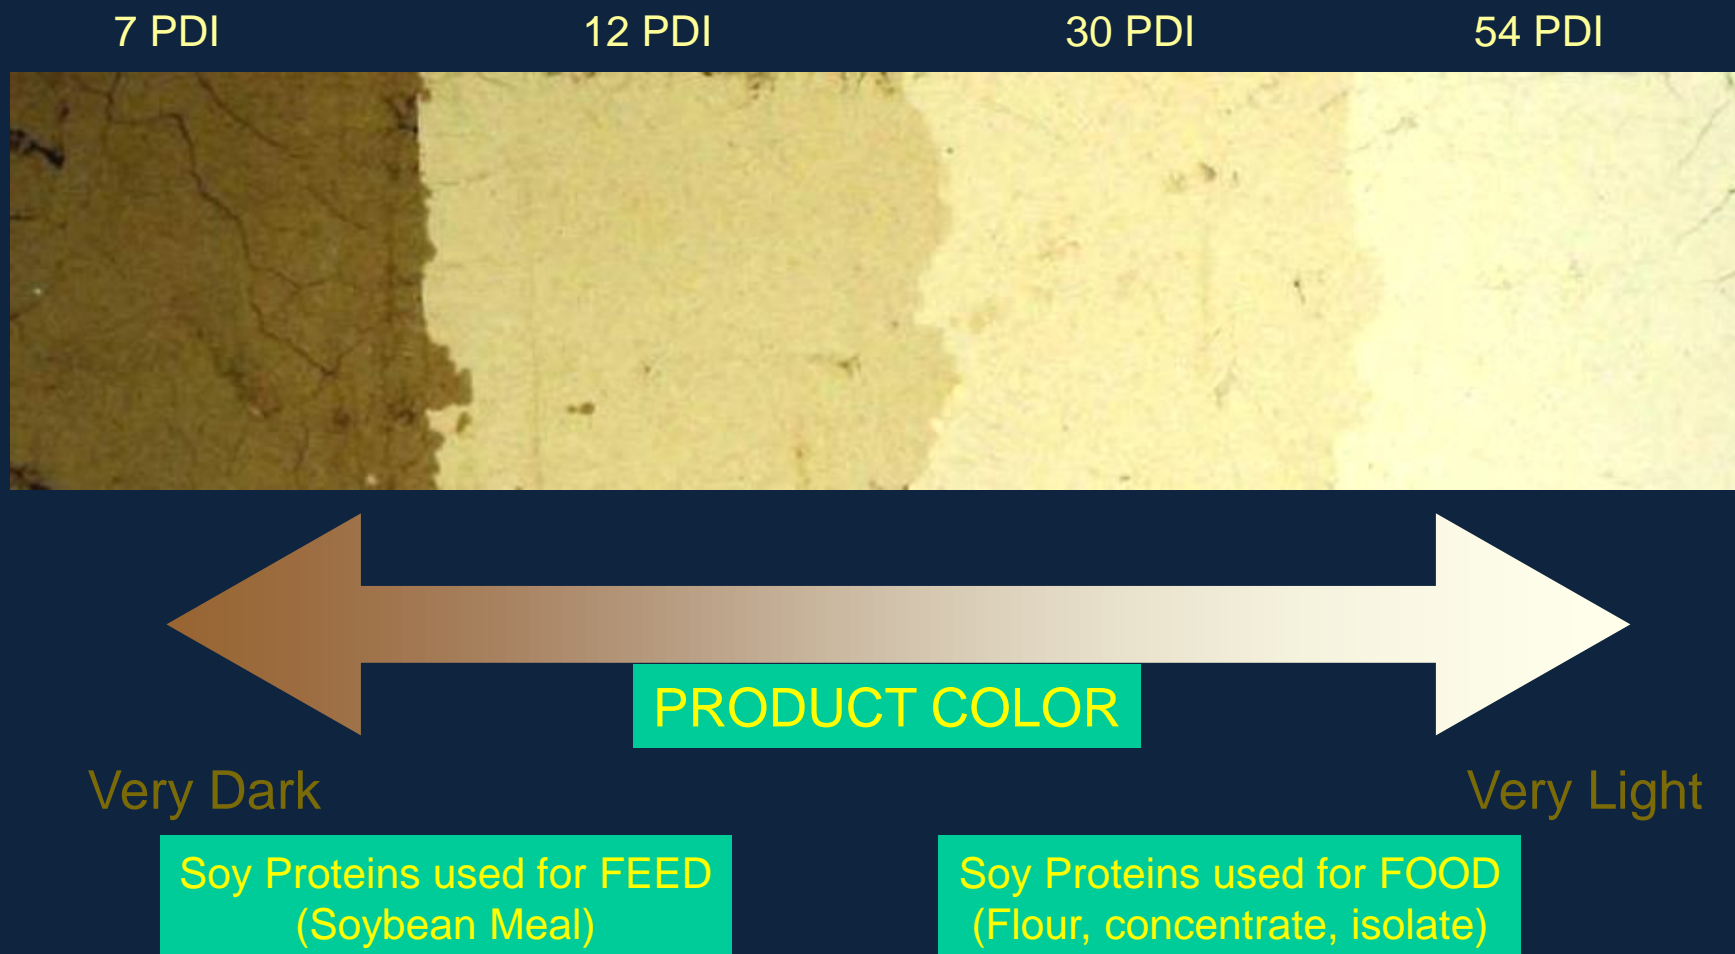 7 PDI 12 PDI 30 PDI 54 PDI
PRODUCT COLOR
Very Dark Very Light
Soy Proteins used for FEED
(Soybean Meal)
Soy Proteins used for FOOD
(Flour, concentrate, isolate)